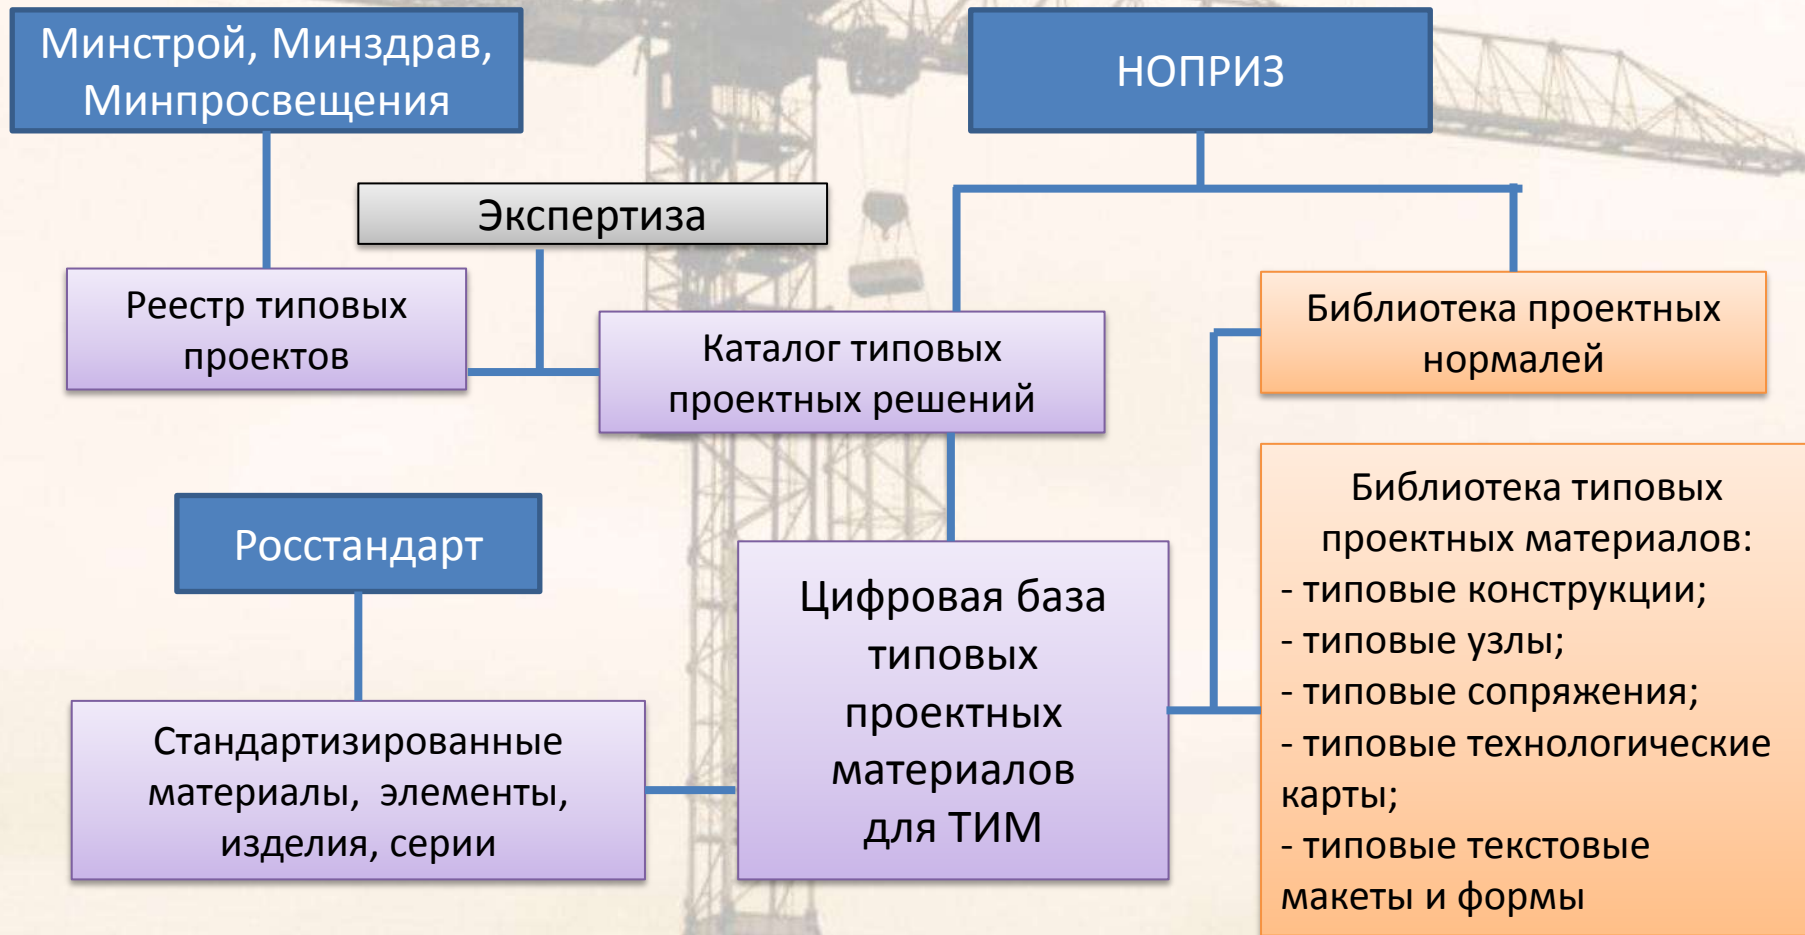 Минстрой, Минздрав,
Минпросвещения
НОПРИЗ
Экспертиза
Реестр типовых
проектов
Каталог типовых
проектных решений
Библиотека проектных
нормалей
Росстандарт
Стандартизированные
материалы, элементы,
изделия, серии
Цифровая база
типовых
проектных
материалов
для ТИМ
Библиотека типовых
проектных материалов:
- типовые конструкции;
- типовые узлы;
- типовые сопряжения;
- типовые технологические
карты;
- типовые текстовые
макеты и формы